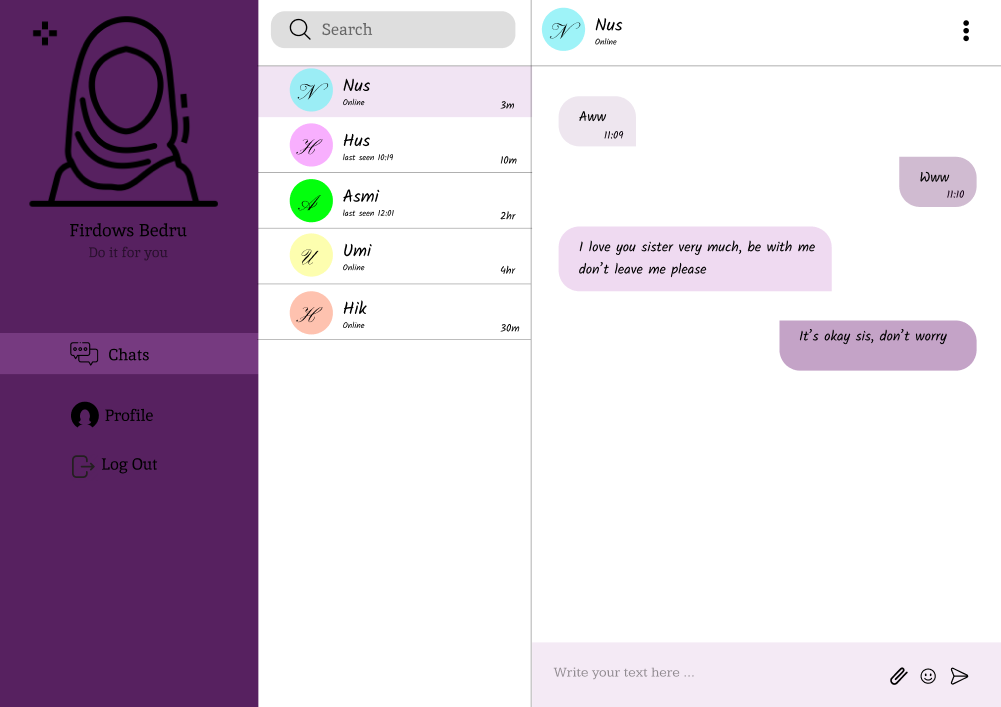 Firdows Bedru
Do it for you
Chats
Profile
Log Out
Search
N
Nus
Online
3m
H
Hus
last seen 10:19
10m
A
Asmi
last seen 12:01
2hr
U
Umi
Online
4hr
H
Hik
Online
30m
N
Nus
Online
Aww
11:09
Www
11:10
I love you sister very much, be with me
don't leave me please
It's okay sis, don't worry
Write your text here ...